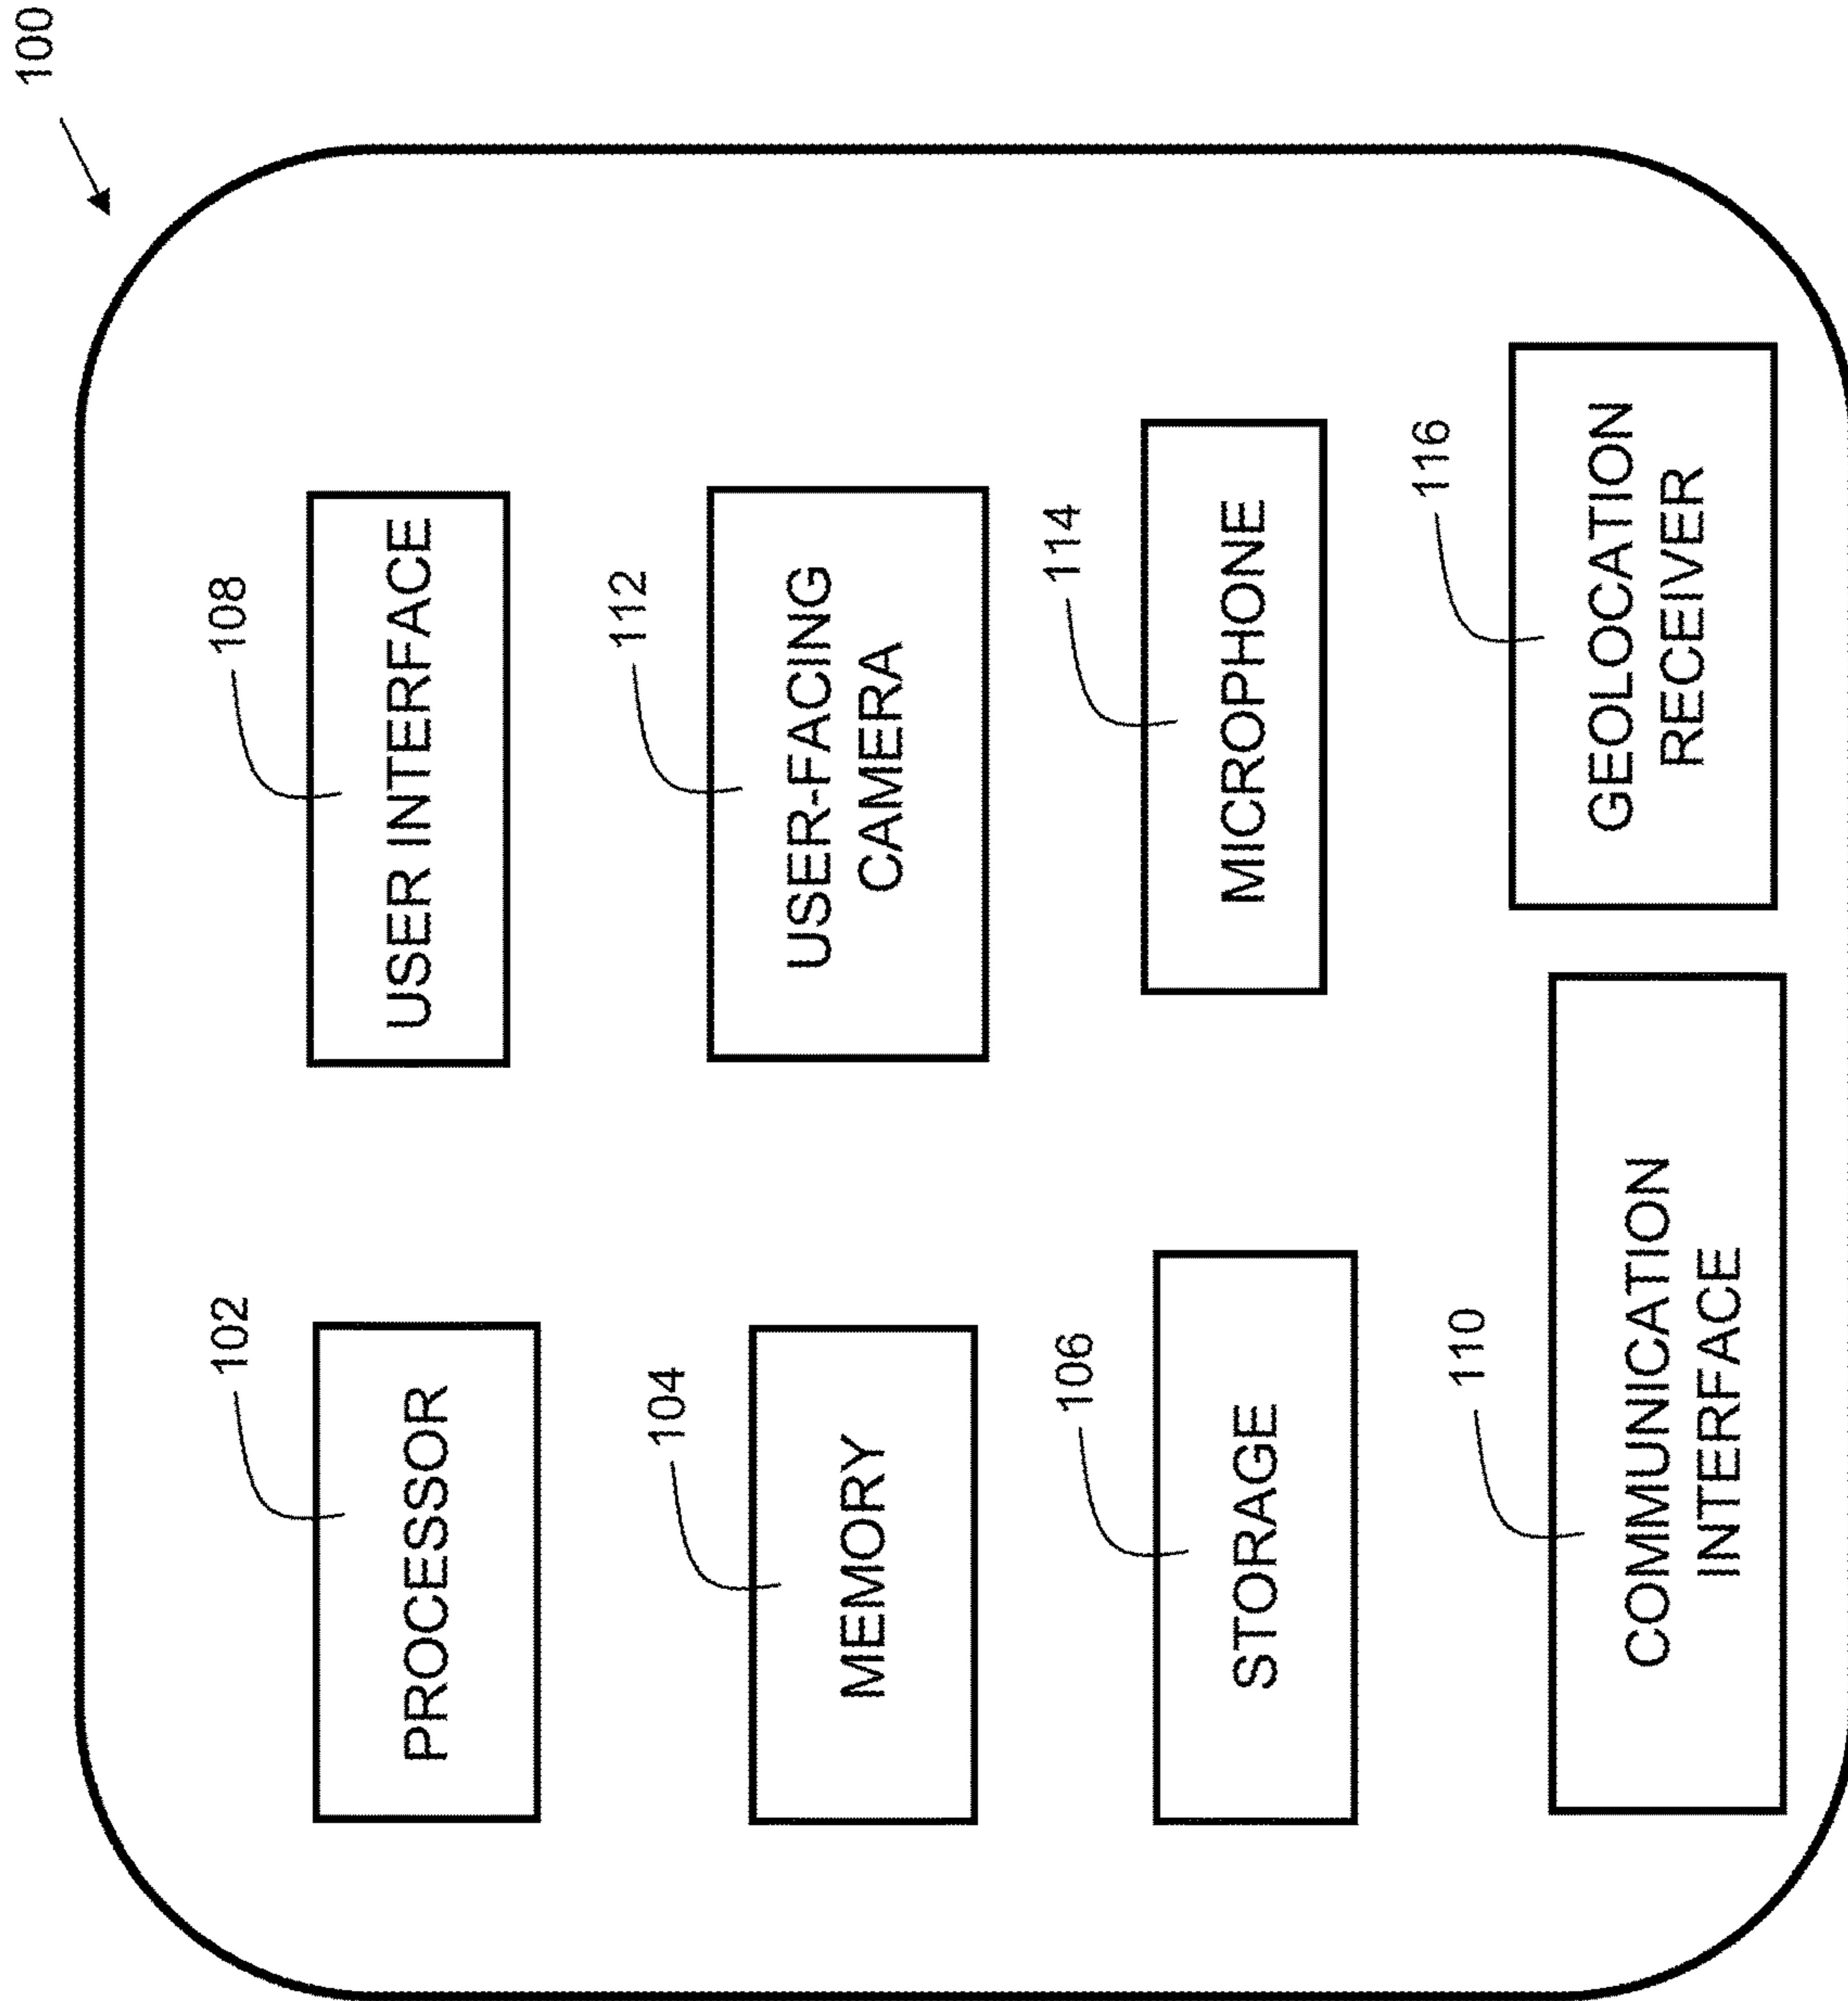 100
102
PROCESSOR
108
USER INTERFACE
104
MEMORY
112
USER-FACING
CAMERA
106
STORAGE
114
MICROPHONE
110
COMMUNICATION
INTERFACE
116
GEOLOCATION
RECEIVER